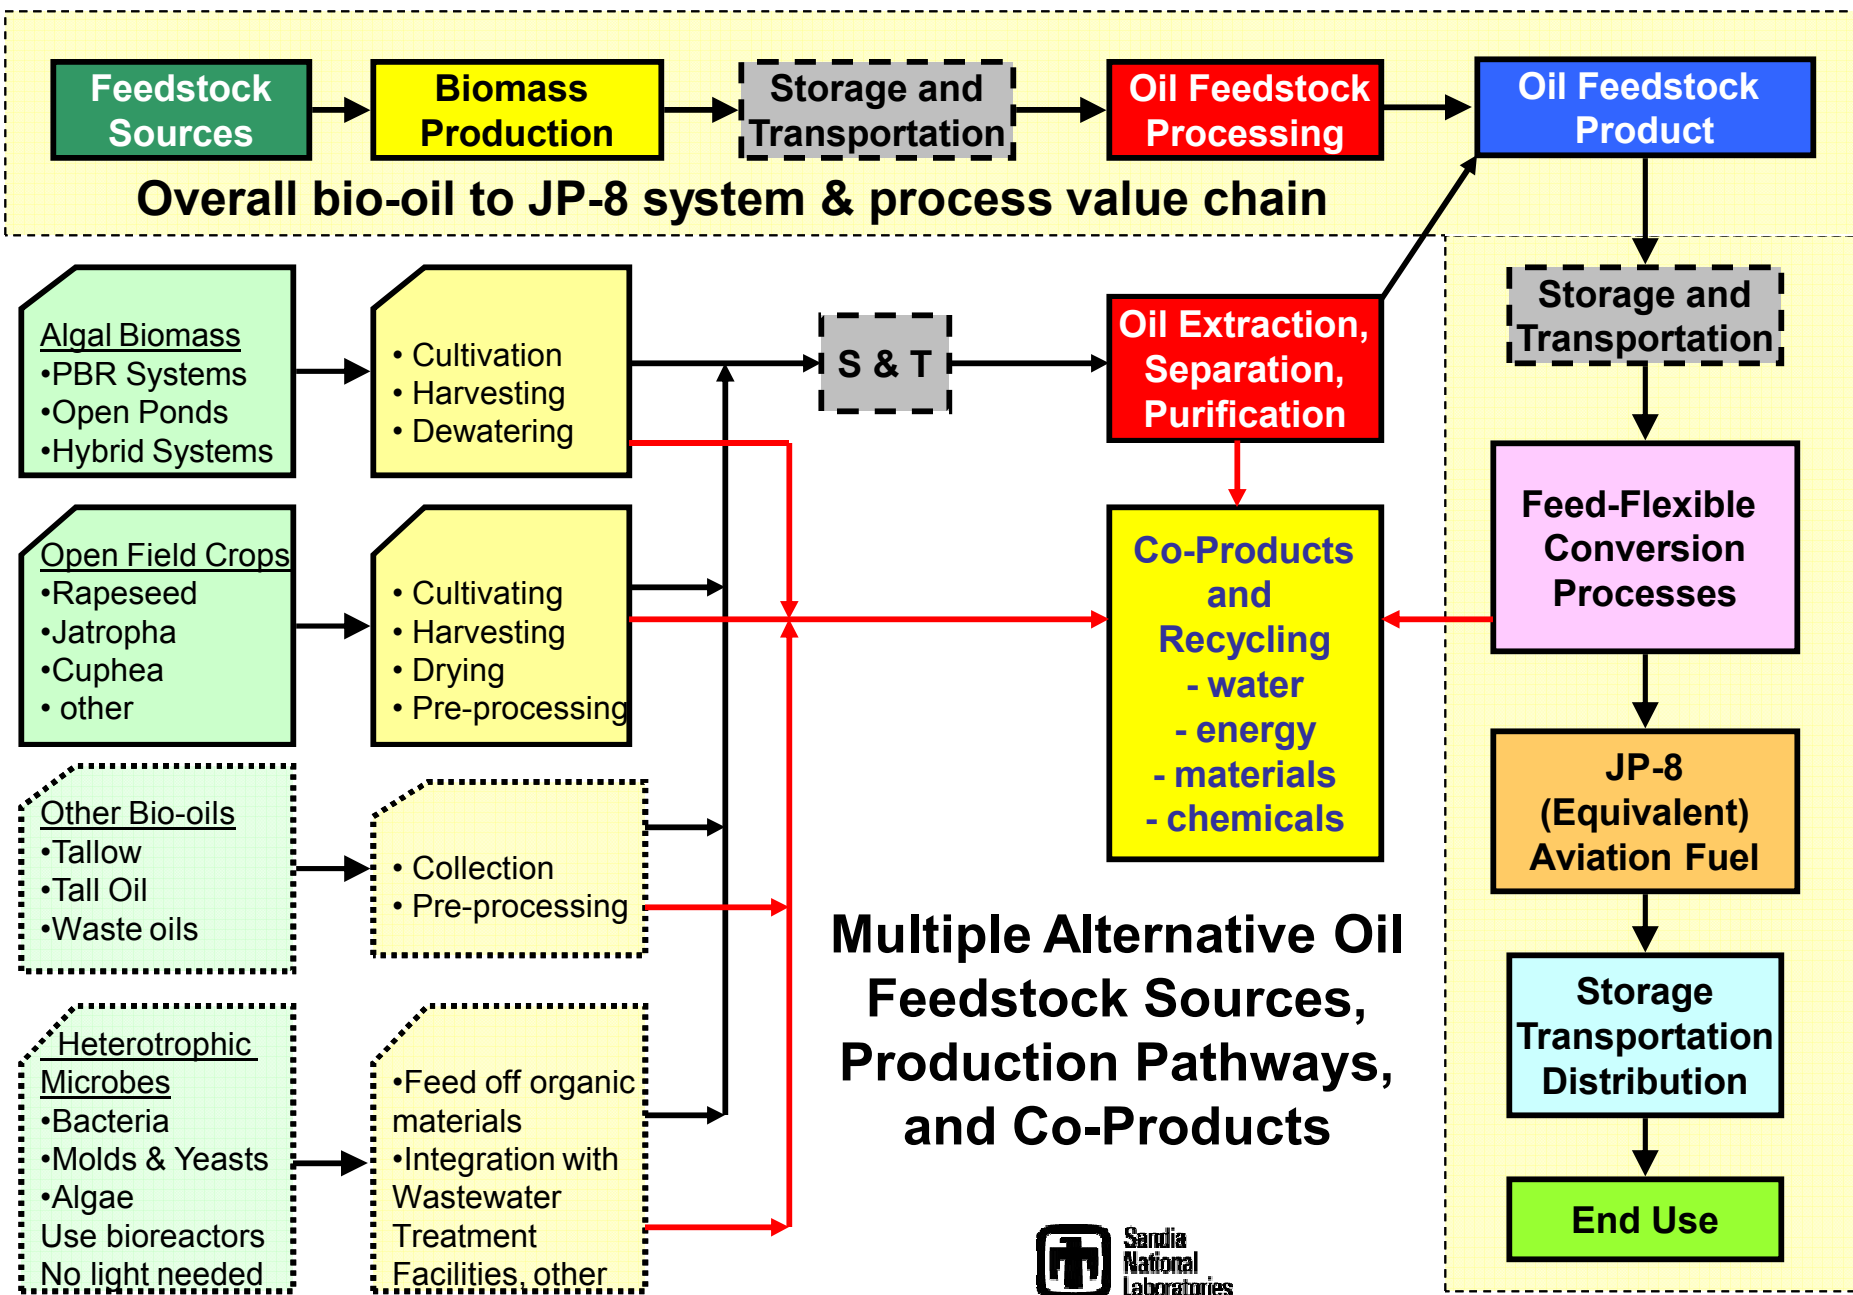 Feedstock
Sources
Biomass
Production
Storage and
Transportation
Oil Feedstock
Processing
Oil Feedstock
Product
Overall bio-oil to JP-8 system & process value chain
Algal Biomass
•PBR Systems
•Open Ponds
•Hybrid Systems
• Cultivation
• Harvesting
• Dewatering
S & T
Oil Extraction,
Separation,
Purification
Storage and
Transportation
Open Field Crops
•Rapeseed
•Jatropha
•Cuphea
• other
• Cultivating
• Harvesting
• Drying
• Pre-processing
Co-Products
and
Recycling
- water
- energy
- materials
- chemicals
Feed-Flexible
Conversion
Processes
Other Bio-oils
•Tallow
•Tall Oil
•Waste oils
• Collection
• Pre-processing
JP-8
(Equivalent)
Aviation Fuel
Heterotrophic
Microbes
•Bacteria
•Molds & Yeasts
•Algae
Use bioreactors
No light needed
•Feed off organic
materials
•Integration with
Wastewater
Treatment
Facilities, other
Multiple Alternative Oil
Feedstock Sources,
Production Pathways,
and Co-Products
Storage
Transportation
Distribution
End Use
Sandia
National
Laboratories